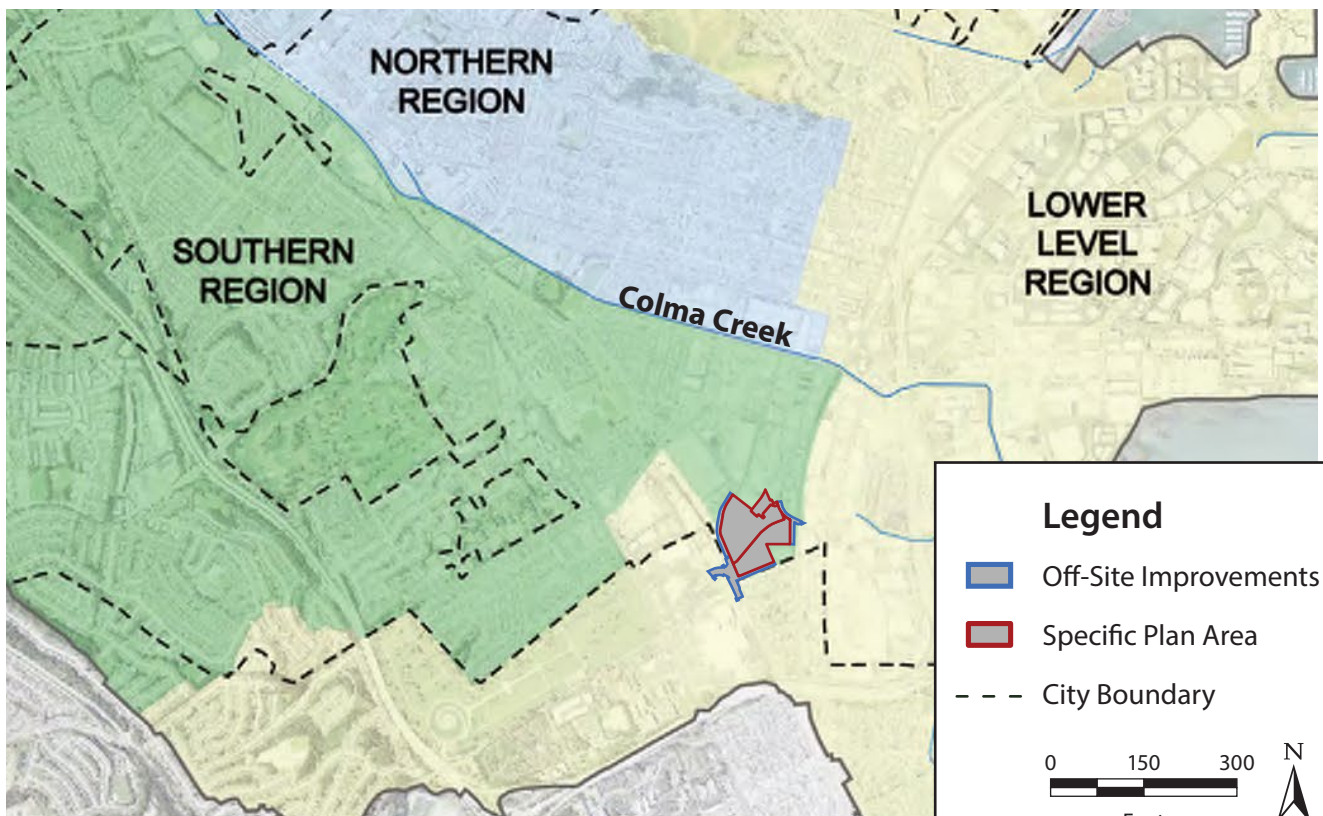 NORTHERN
REGION
LOWER
LEVEL
REGION
SOUTHERN
REGION
Colma Creek
Legend
Off-Site Improvements
Specific Plan Area
City Boundary
0 150 300
N